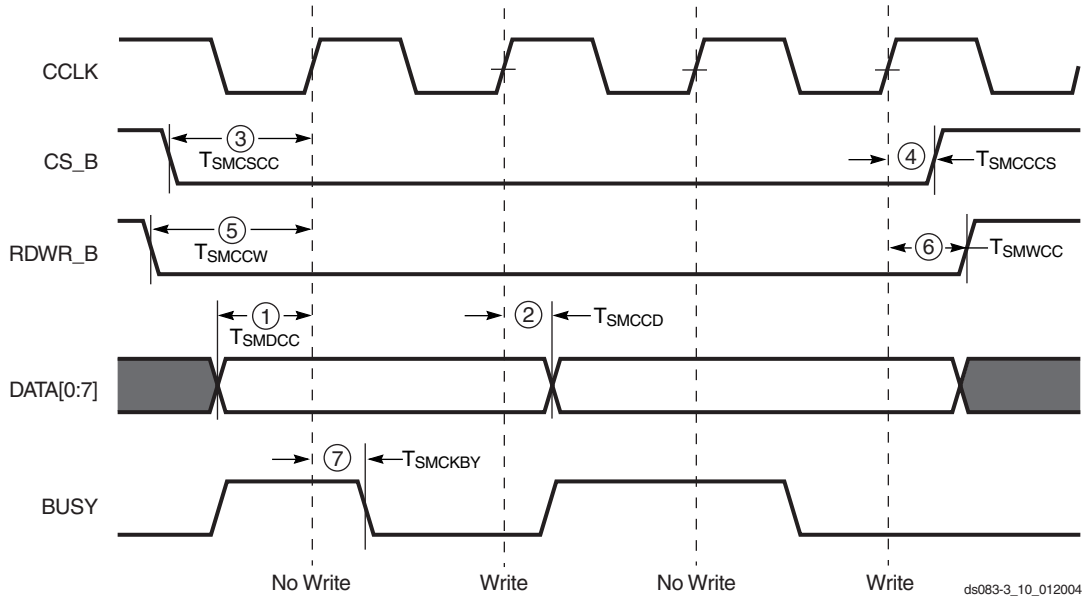 CCLK
3
CS_B
TSMCSCC
4
TSMCCCS
5
RDWR_B
TSMCCW
6
TSMWCC
1
TSMDCC
2
TSMCCD
DATA[0:7]
7
TSMCKBY
BUSY
No Write
Write
No Write
Write
ds083-3_10_012004